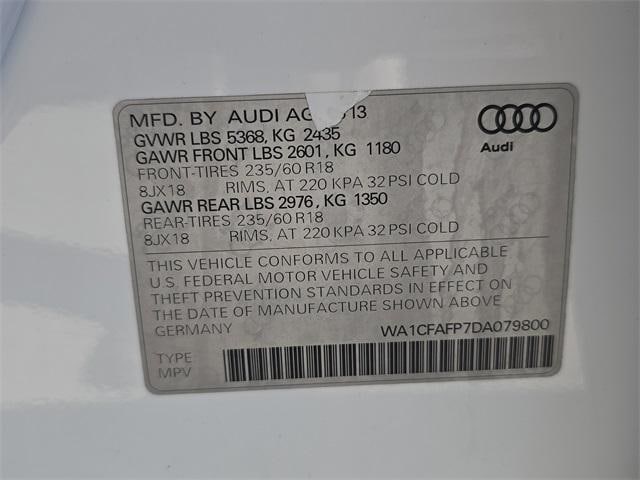 MFD. BY AUDI AG 13
GVWR LBS 5368, KG 2435
GAWR FRONT LBS 2601, KG 1180
FRONT-TIRES 235/60 R18
8JX18 RIMS, AT 220 KPA 32 PSI COLD
GAWR REAR LBS 2976, KG 1350
REAR-TIRES 235/60 R18
8JX18 RIMS, AT 220 KPA 32 PSI COLD
Audi
THIS VEHICLE CONFORMS TO ALL APPLICABLE
U.S. FEDERAL MOTOR VEHICLE SAFETY AND
THEFT PREVENTION STANDARDS IN EFFECT ON
THE DATE OF MANUFACTURE SHOWN ABOVE
GERMANY WA1CFAFP7DA079800
TYPE
MPV